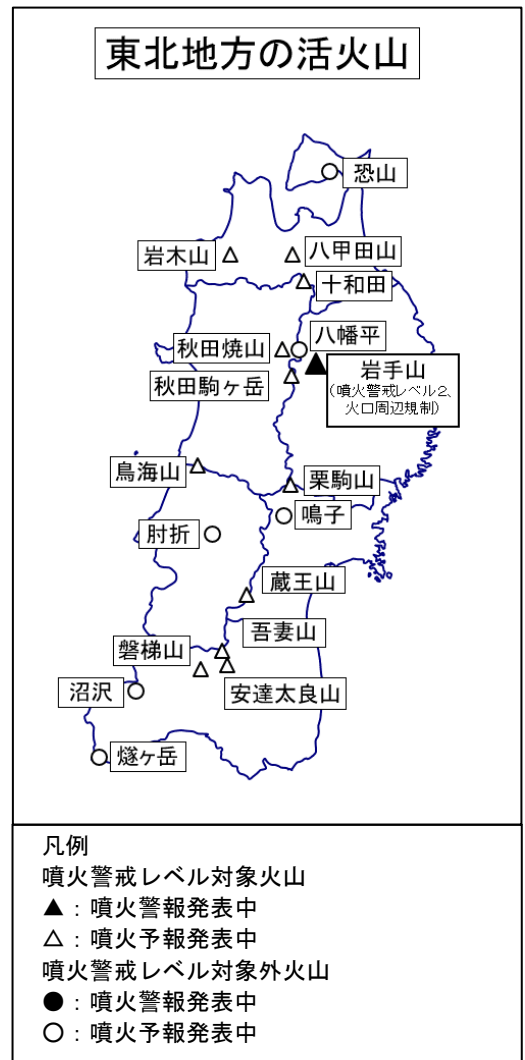 東北地方の活火山
恐山
岩木山
八甲田山
十和田
八幡平
秋田焼山
岩手山
(噴火警戒レベル2、
火口周辺規制)
秋田駒ヶ岳
鳥海山
栗駒山
鳴子
肘折
蔵王山
吾妻山
磐梯山
安達太良山
沼沢
燧ヶ岳
凡例
噴火警戒レベル対象火山
▲：噴火警報発表中
△：噴火予報発表中
噴火警戒レベル対象外火山
●：噴火警報発表中
○：噴火予報発表中